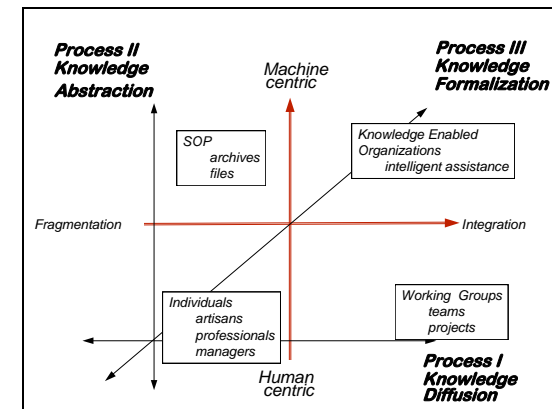 Process II
Knowledge
Abstraction
Machine
centric
Process III
Knowledge
Formalization
SOP
archives
files
Knowledge Enabled
Organizations
intelligent assistance
Fragmentation
Integration
Individuals
artisans
professionals
managers
Working Groups
teams
projects
Human
centric
Process I
Knowledge
Diffusion